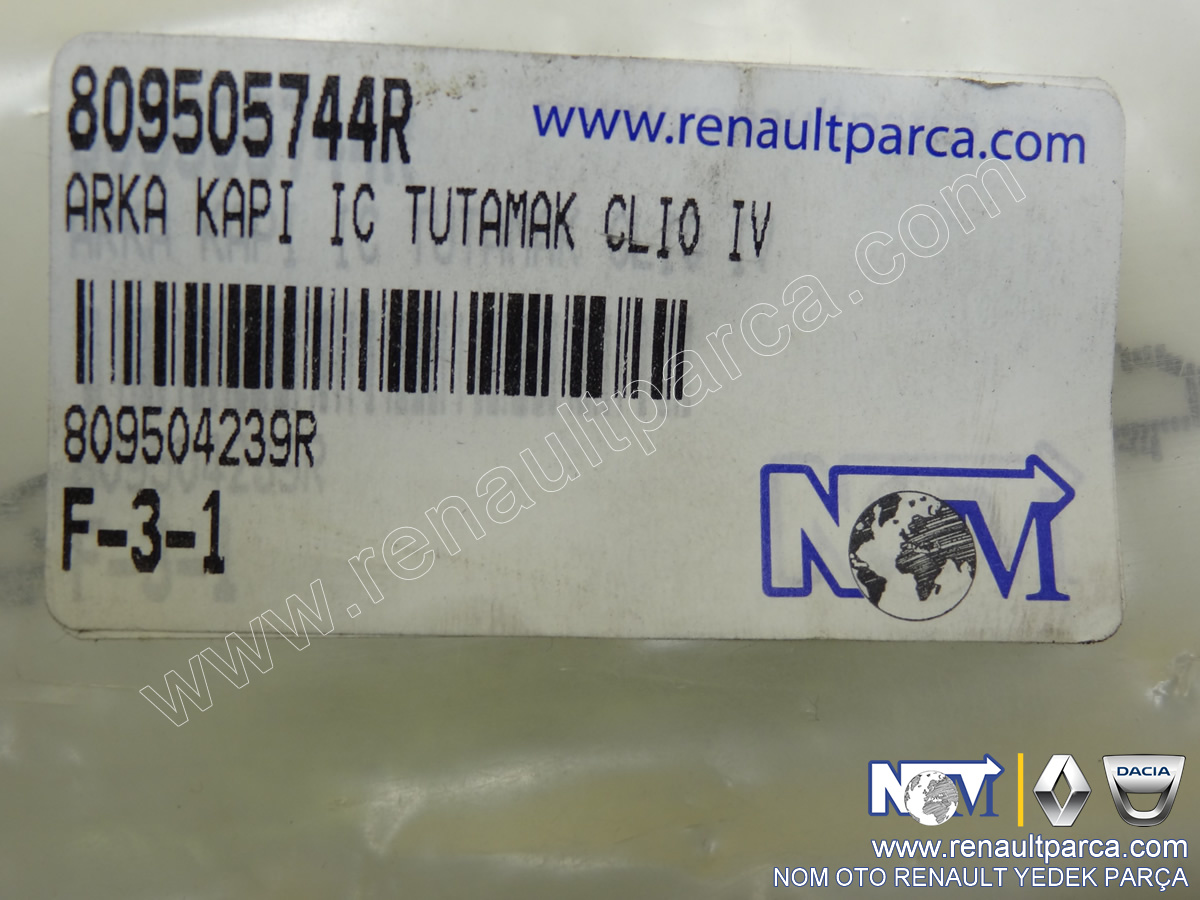 809505744R
www.renaultparca.com
ARKA KAPI IC TUTAMAK CLIO IV
809504239R
F-3-1
NOM
www.renaultparca.com
NOM
DACIA
www.renaultparca.com
NOM OTO RENAULT YEDEK PARÇA